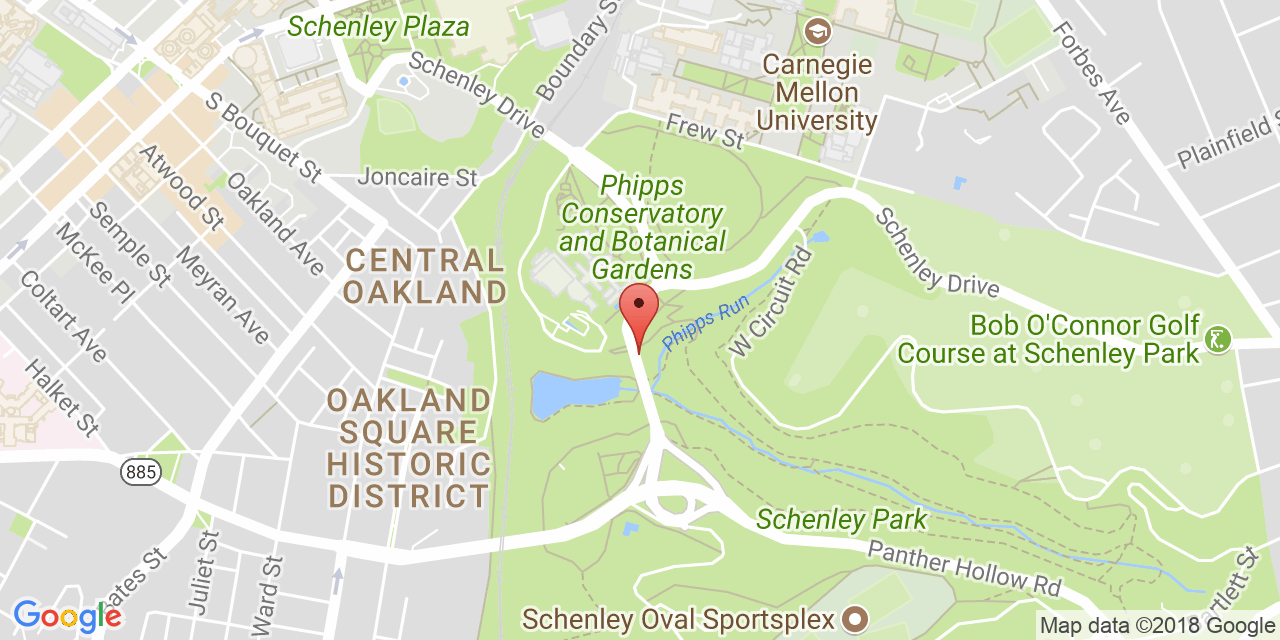 Schenley Plaza
Schenley Drive
Boundary S
Carnegie
Mellon
University
Forbes Ave
Plainfield S
S Bouquet St
Atwood St
Joncaire St
Frew St
Oakland Ave
Semple St
McKee Pl
Meyran Ave
Coltart Ave
Halket St
CENTRAL
OAKLAND
Phipps
Conservatory
and Botanical
Gardens
Schenley Drive
Phipps Run
W Circuit Rd
Bob O'Connor Golf
Course at Schenley Park
OAKLAND
SQUARE
HISTORIC
DISTRICT
885
Schenley Park
Panther Hollow Rd
ates St
Juliet St
Ward St
artlett St
Schenley Oval Sportsplex
Google
Map data ©2018 Google